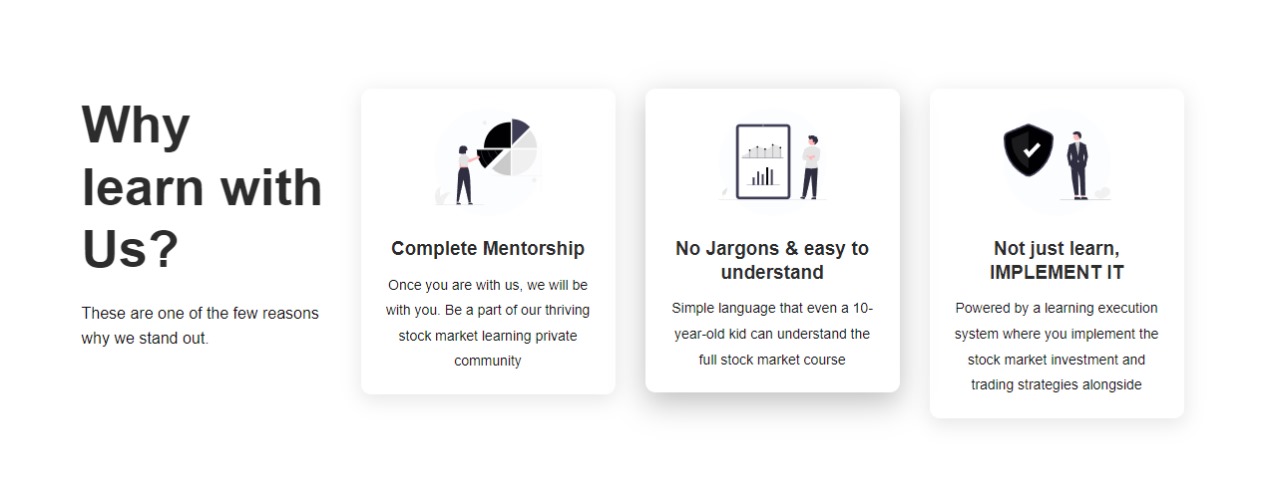 Why
learn with
Us?
These are one of the few reasons
why we stand out.
Complete Mentorship
Once you are with us, we will be
with you. Be a part of our thriving
stock market learning private
community
No Jargons & easy to
understand
Simple language that even a 10-
year-old kid can understand the
full stock market course
Not just learn,
IMPLEMENT IT
Powered by a learning execution
system where you implement the
stock market investment and
trading strategies alongside